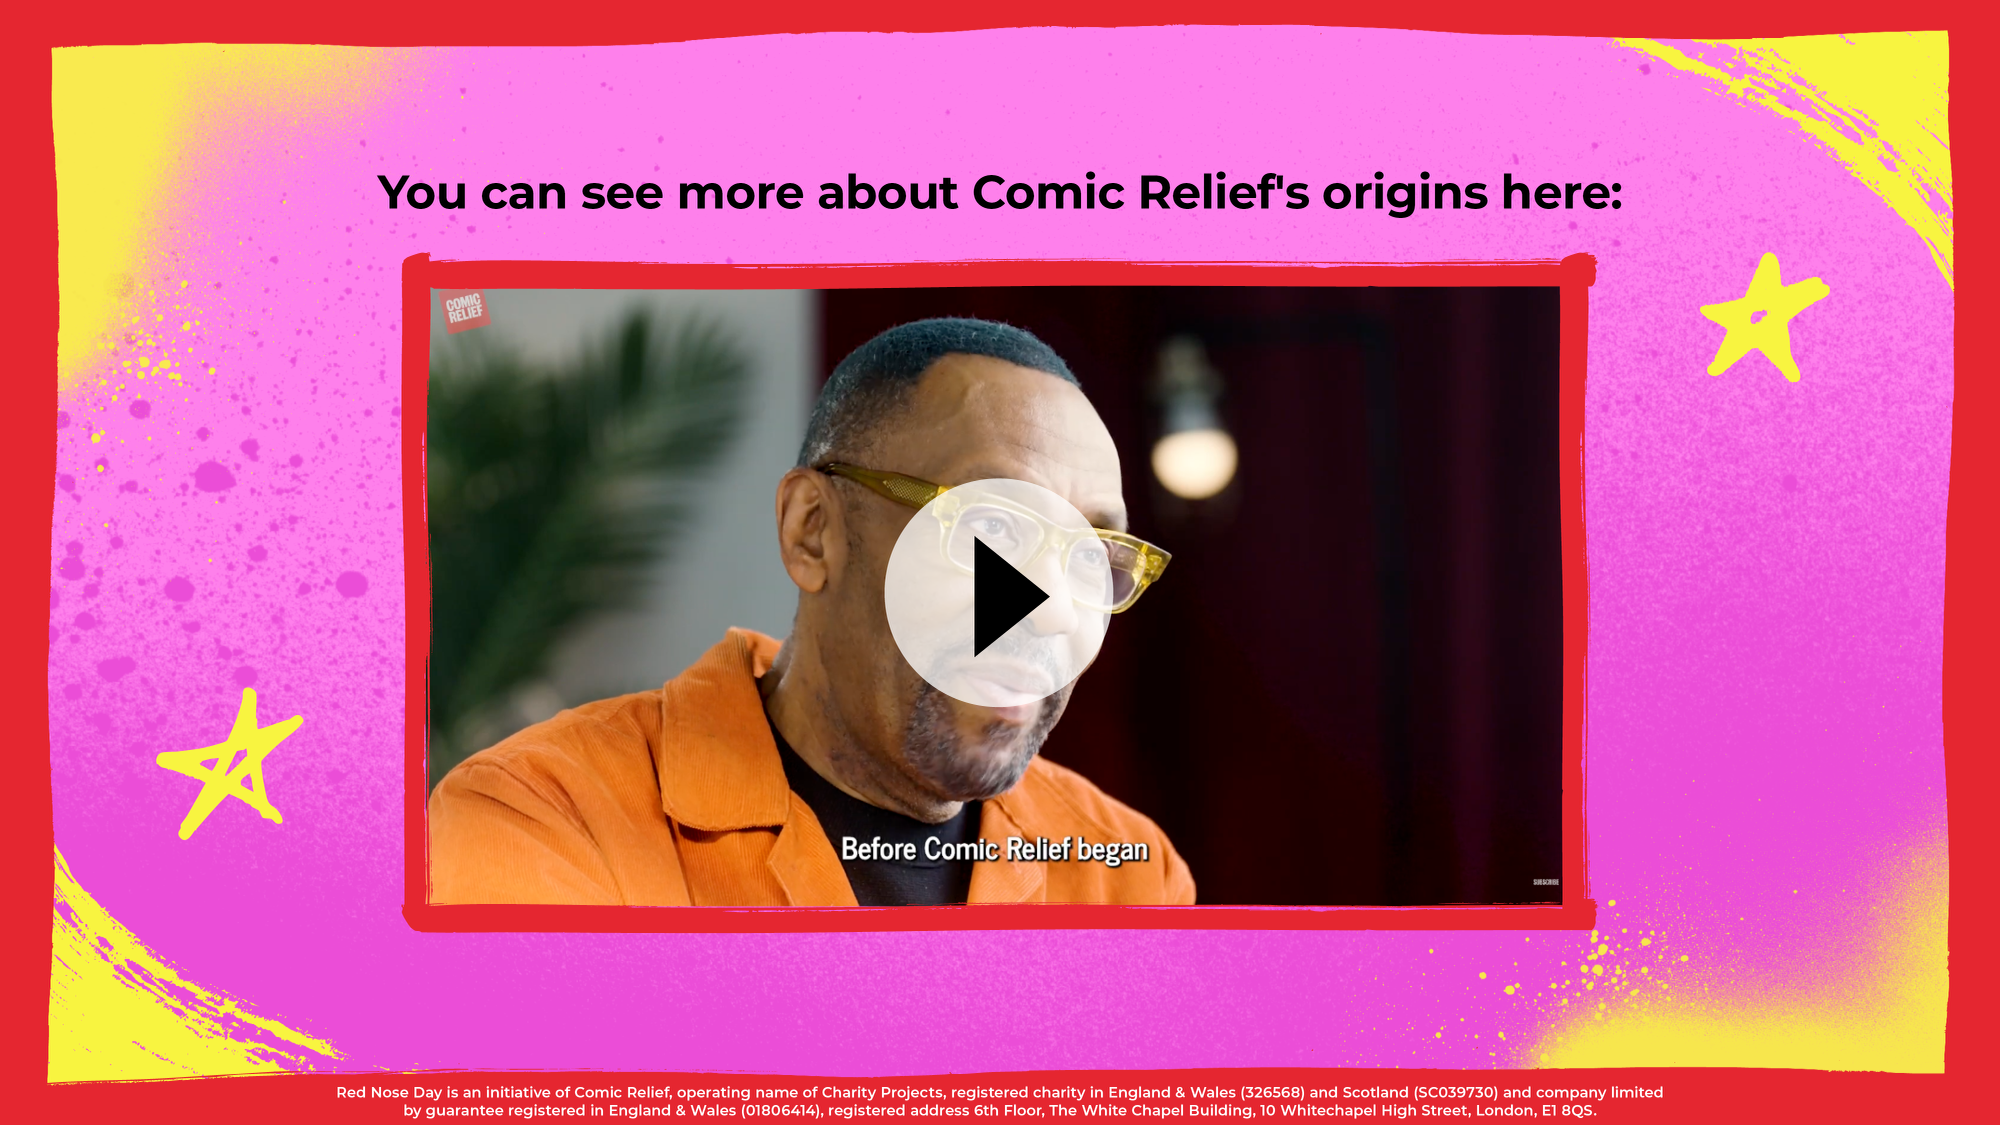 You can see more about Comic Relief's origins here:
COMIC
RELIEF
Before Comic Relief began
SUBSCRIBE
Red Nose Day is an initiative of Comic Relief, operating name of Charity Projects, registered charity in England & Wales (326568) and Scotland (SC039730) and company limited
by guarantee registered in England & Wales (01806414), registered address 6th Floor, The White Chapel Building, 10 Whitechapel High Street, London, E1 8QS.